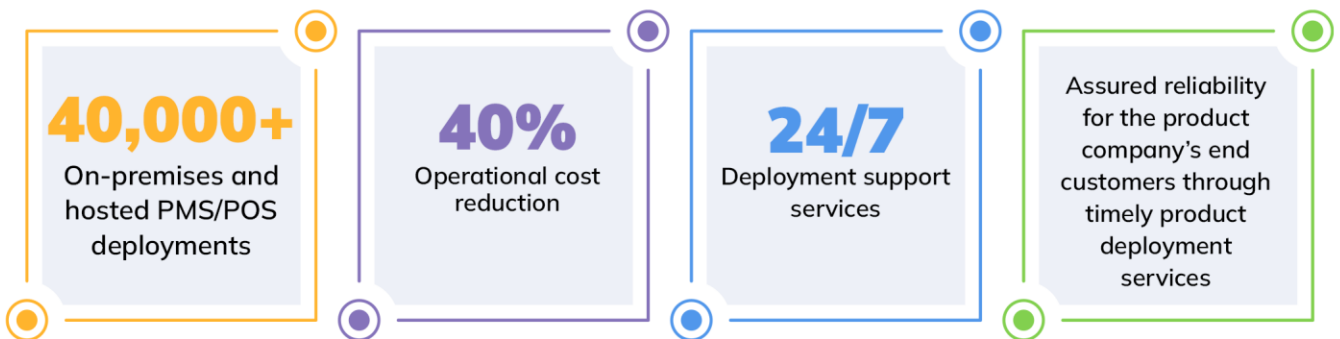 40,000+
On-premises and
hosted PMS/POS
deployments
40%
Operational cost
reduction
24/7
Deployment support
services
Assured reliability
for the product
company’s end
customers through
timely product
deployment
services